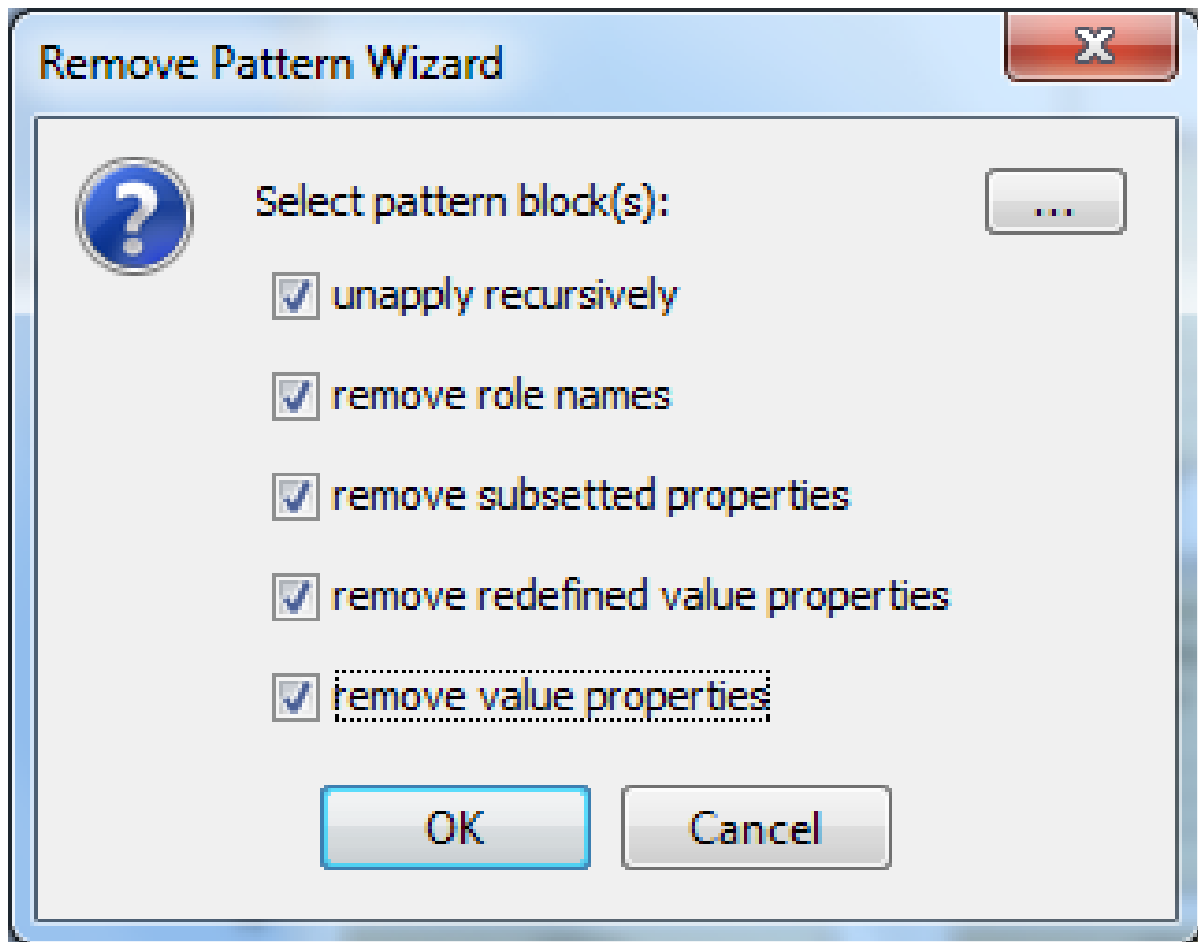 Remove Pattern Wizard
Select pattern block(s):
...
unapply recursively
remove role names
remove subsetted properties
remove redefined value properties
remove value properties
OK
Cancel